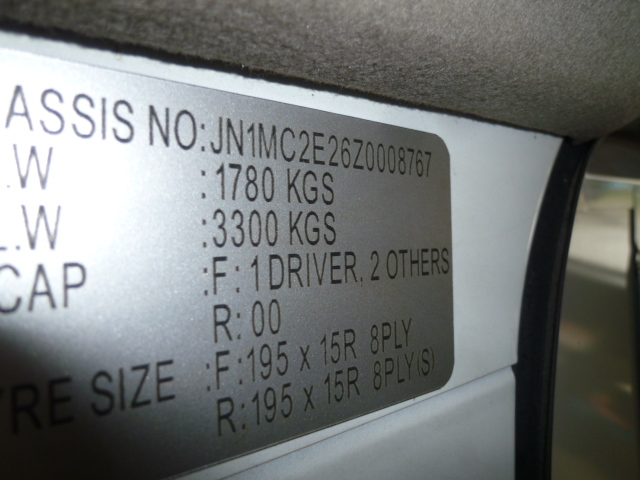 ASSIS NO: JN1MC2E26Z0008767
.W : 1780 KGS
L.W : 3300 KGS
CAP : F: 1 DRIVER, 2 OTHERS
R: 00
YRE SIZE : F: 195 x 15R 8PLY
R: 195 x 15R 8PLY(S)